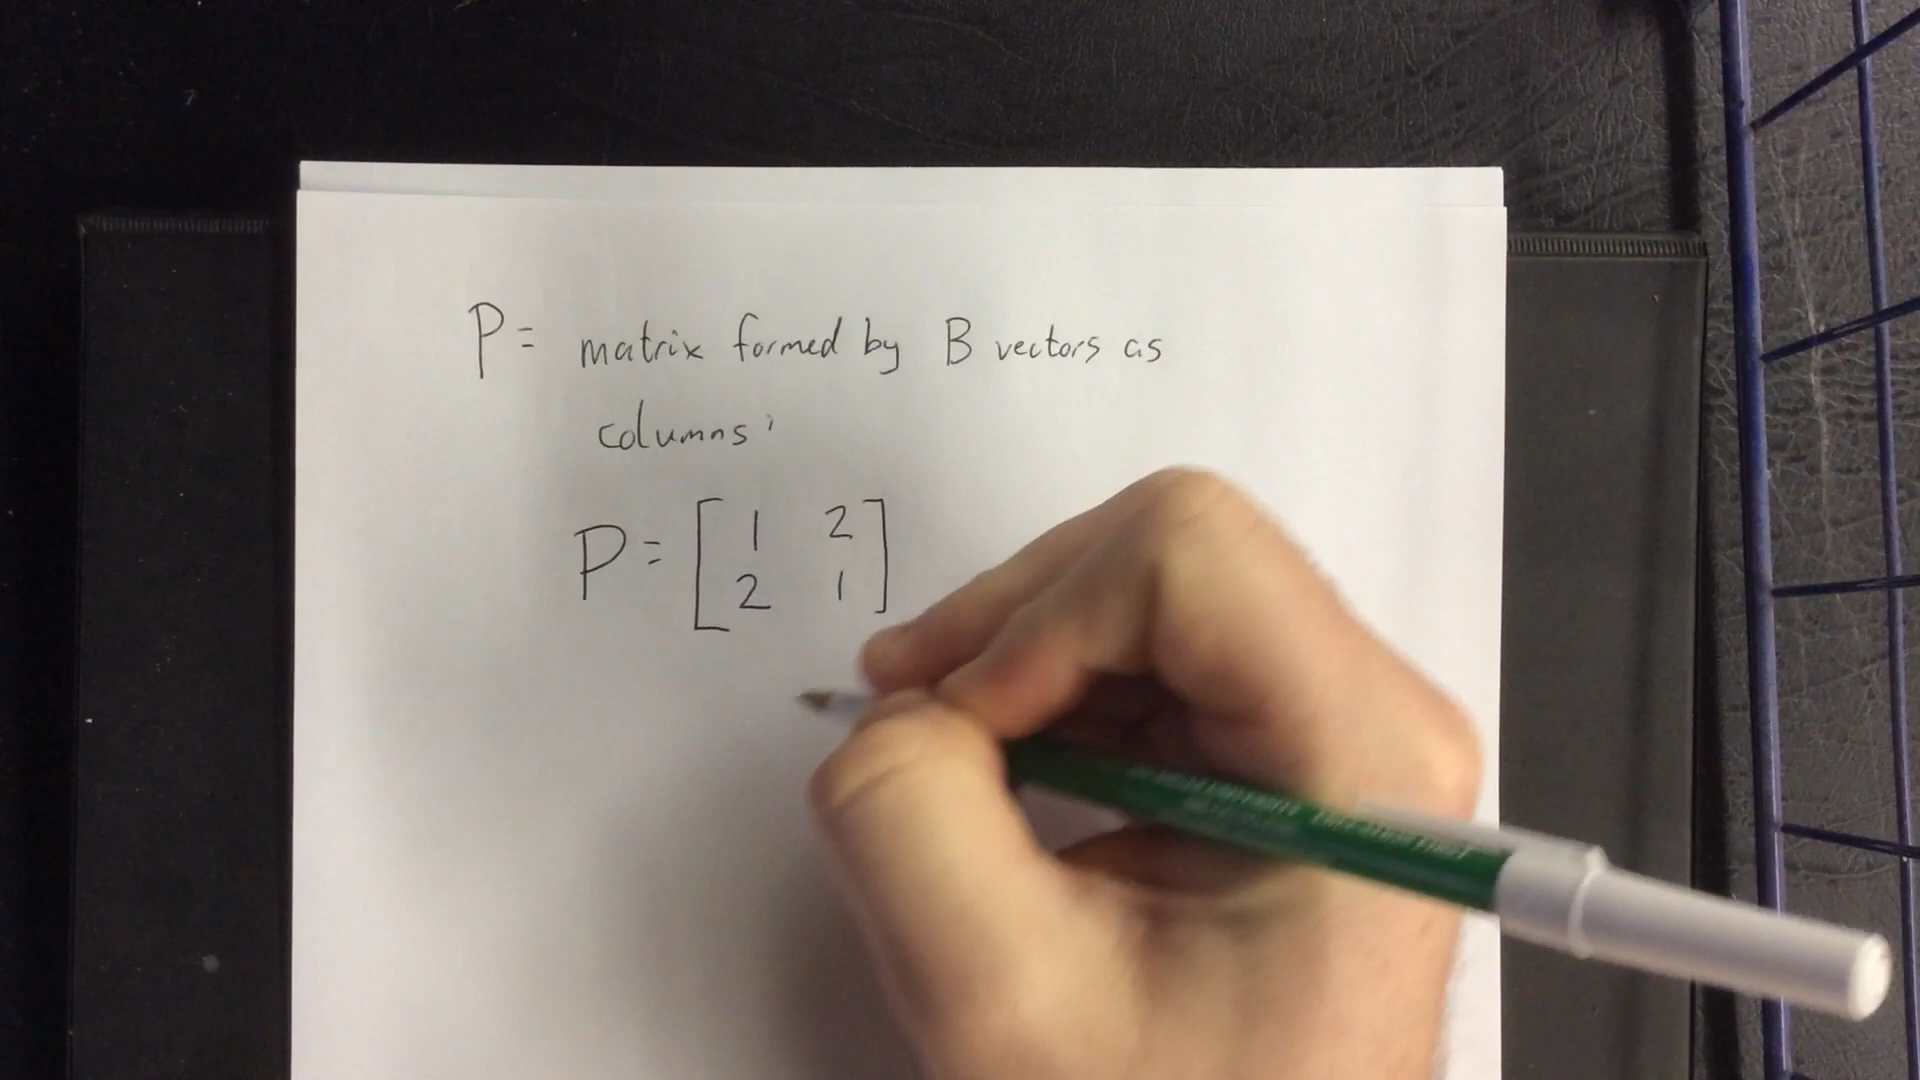 P = matrix formed by B vectors as
columns:
P = [ 1 2
2 1 ]